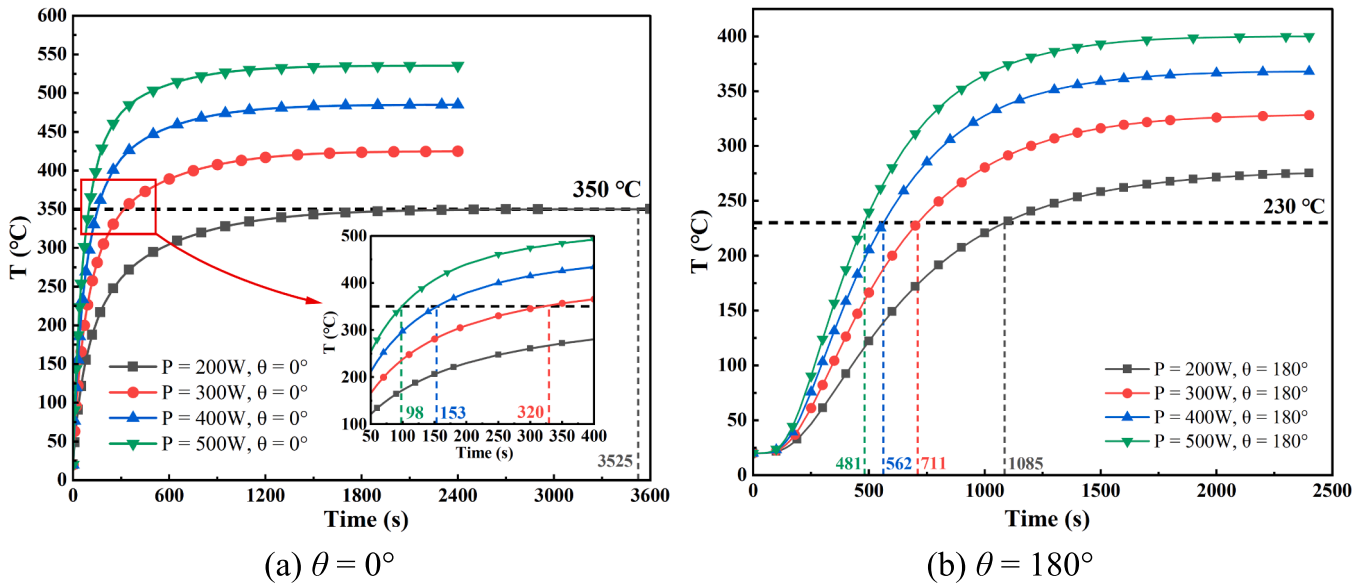 600
550
500
450
400
350
300
250
200
150
100
50
0
T (℃)
350 ℃
P = 200W, θ = 0°
P = 300W, θ = 0°
P = 400W, θ = 0°
P = 500W, θ = 0°
500
400
300
200
100
T (℃)
98
153
320
50 100 150 200 250 300 350 400
Time (s)
3525
0 600 1200 1800 2400 3000 3600
Time (s)
(a) θ = 0°
400
350
300
250
200
150
100
50
0
T (℃)
230 ℃
P = 200W, θ = 180°
P = 300W, θ = 180°
P = 400W, θ = 180°
P = 500W, θ = 180°
481
562
711
1085
0 500 1000 1500 2000 2500
Time (s)
(b) θ = 180°